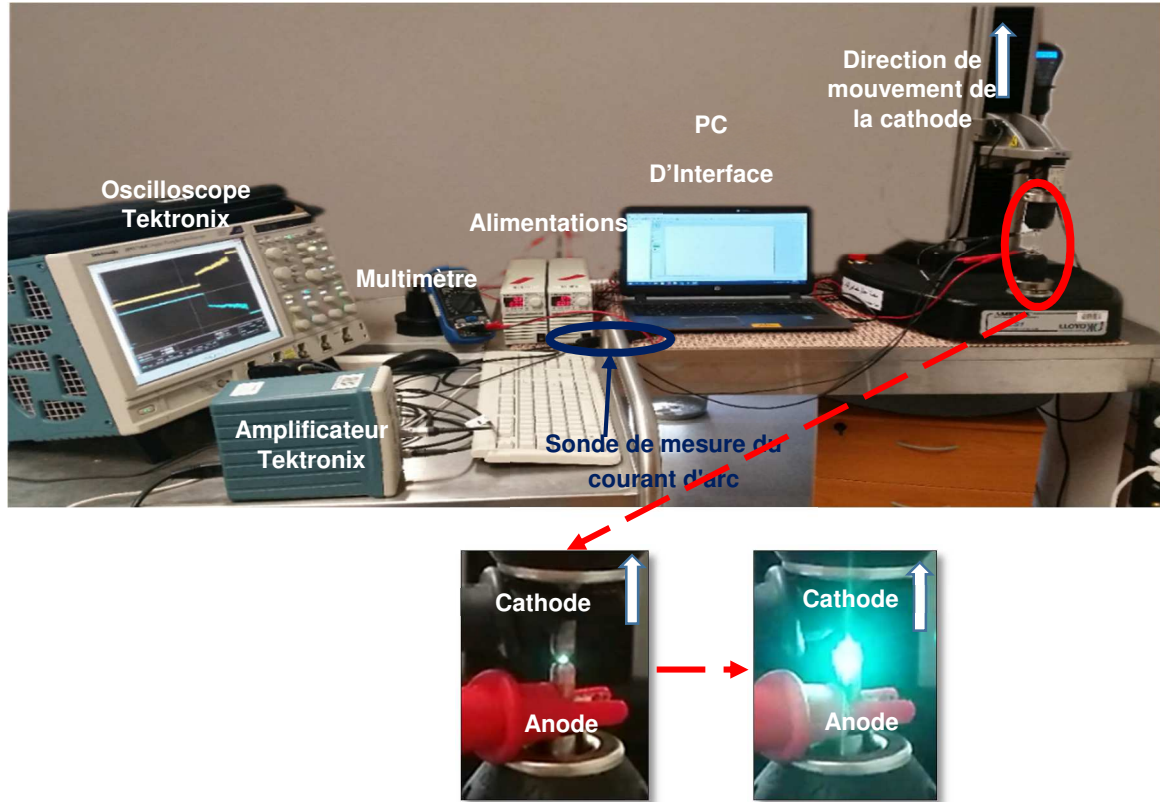 Direction de
mouvement de
la cathode
PC
D'Interface
Oscilloscope
Tektronix
Alimentations
Multimètre
Amplificateur
Tektronix
Sonde de mesure du
courant d'arc
LLOYD
Cathode
Anode
Cathode
Anode